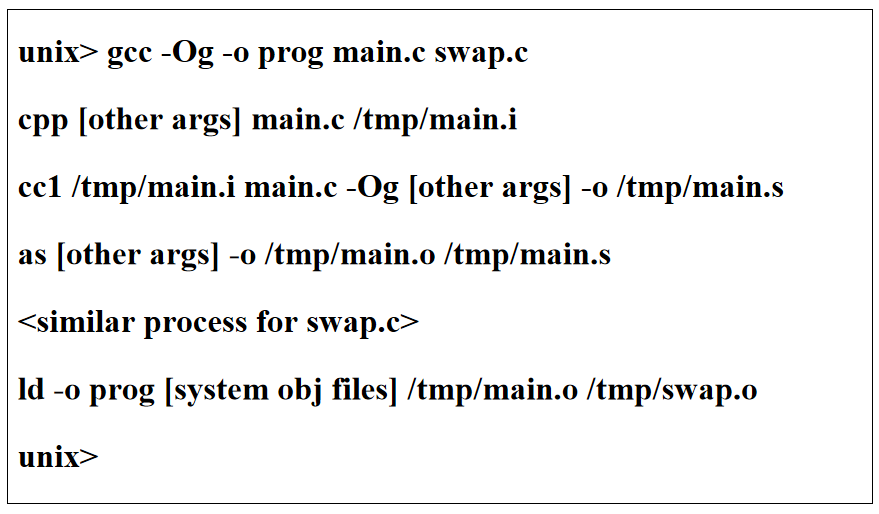 unix> gcc -Og -o prog main.c swap.c
cpp [other args] main.c /tmp/main.i
cc1 /tmp/main.i main.c -Og [other args] -o /tmp/main.s
as [other args] -o /tmp/main.o /tmp/main.s
<similar process for swap.c>
ld -o prog [system obj files] /tmp/main.o /tmp/swap.o
unix>